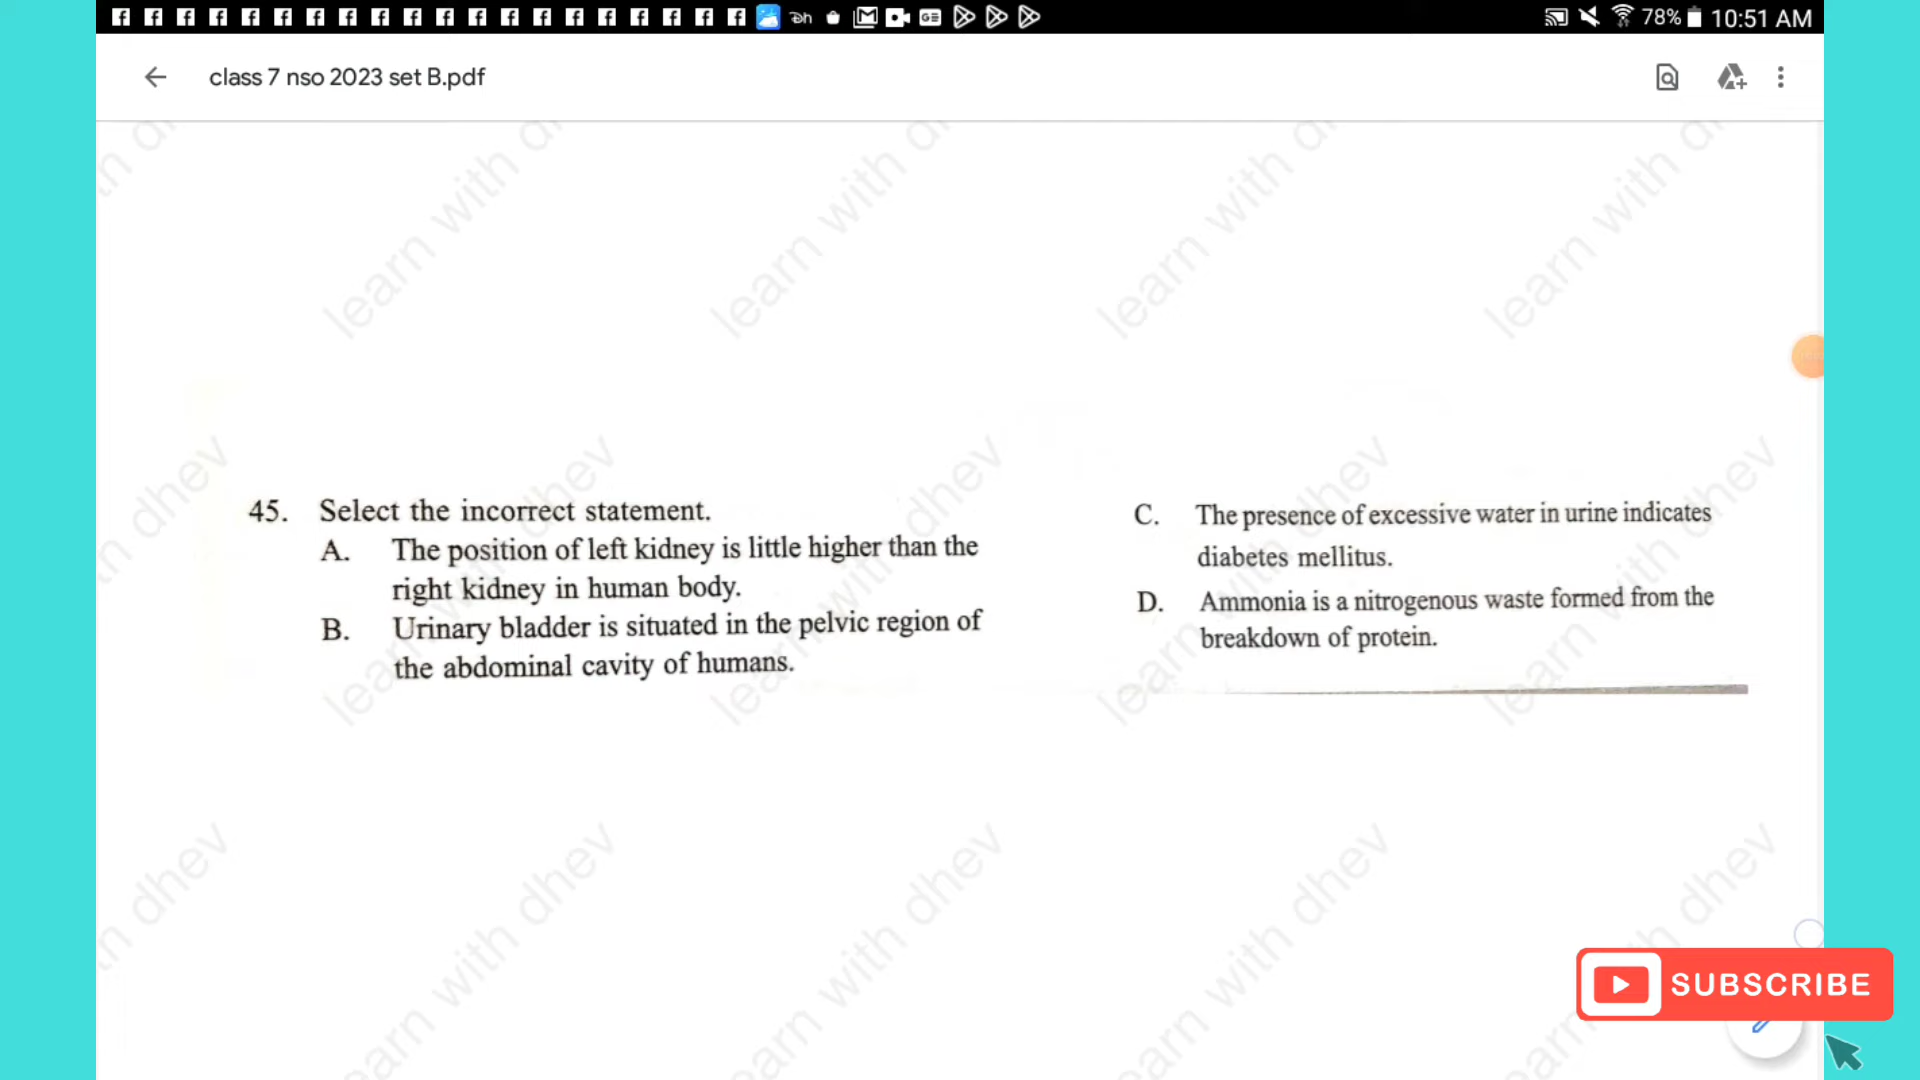 78% 10:51 AM
class 7 nso 2023 set B.pdf
45. Select the incorrect statement.
A. The position of left kidney is little higher than the
right kidney in human body.
B. Urinary bladder is situated in the pelvic region of
the abdominal cavity of humans.
C. The presence of excessive water in urine indicates
diabetes mellitus.
D. Ammonia is a nitrogenous waste formed from the
breakdown of protein.
learn with dhev
SUBSCRIBE